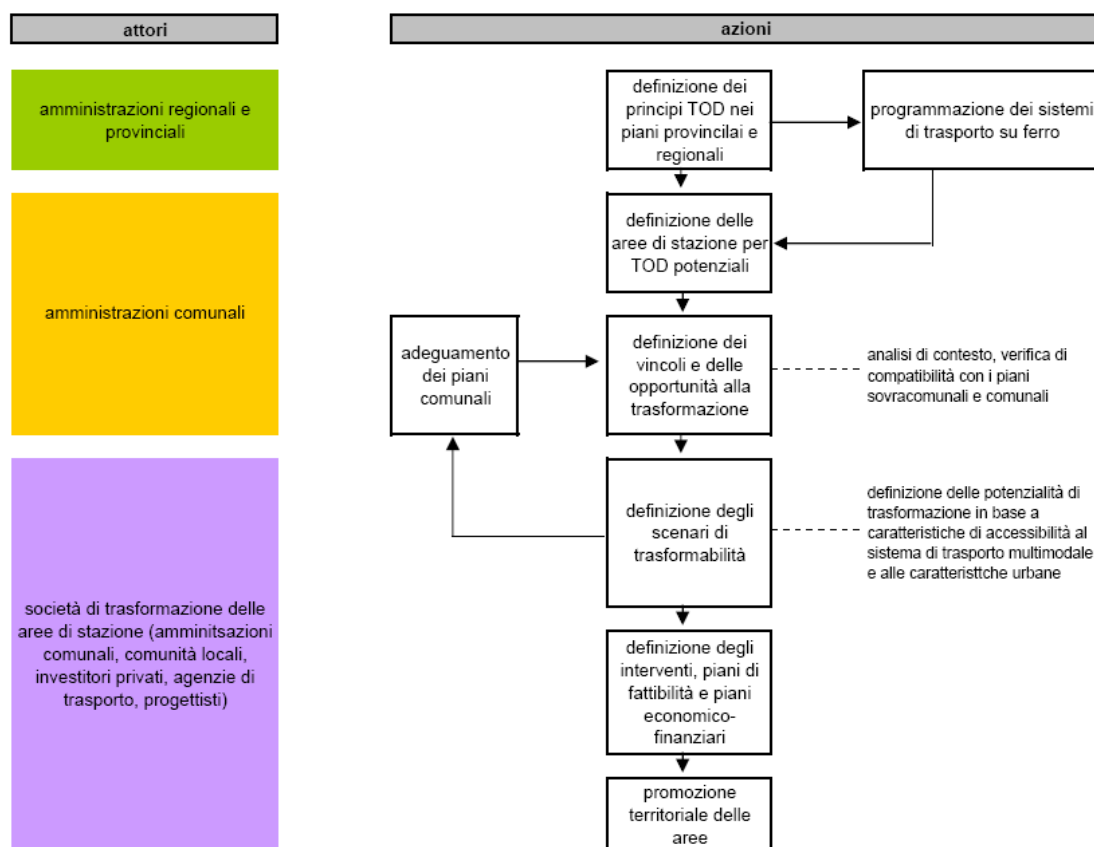 attori
azioni
amministrazioni regionali e
provinciali
definizione dei
principi TOD nei
piani provincilai e
regionali
programmazione dei sistemi
di trasporto su ferro
amministrazioni comunali
definizione delle
aree di stazione per
TOD potenziali
adeguamento
dei piani
comunali
definizione dei
vincoli e delle
opportunità alla
trasformazione
analisi di contesto, verifica di
compatibilità con i piani
sovracomunali e comunali
società di trasformazione delle
aree di stazione (amminitsazioni
comunali, comunità locali,
investitori privati, agenzie di
trasporto, progettisti)
definizione degli
scenari di
trasformabilità
definizione delle potenzialità di
trasformazione in base a
caratteristiche di accessibilità al
sistema di trasporto multimodale
e alle caratteristtche urbane
definizione degli
interventi, piani di
fattibilità e piani
economico-
finanziari
promozione
territoriale delle
aree